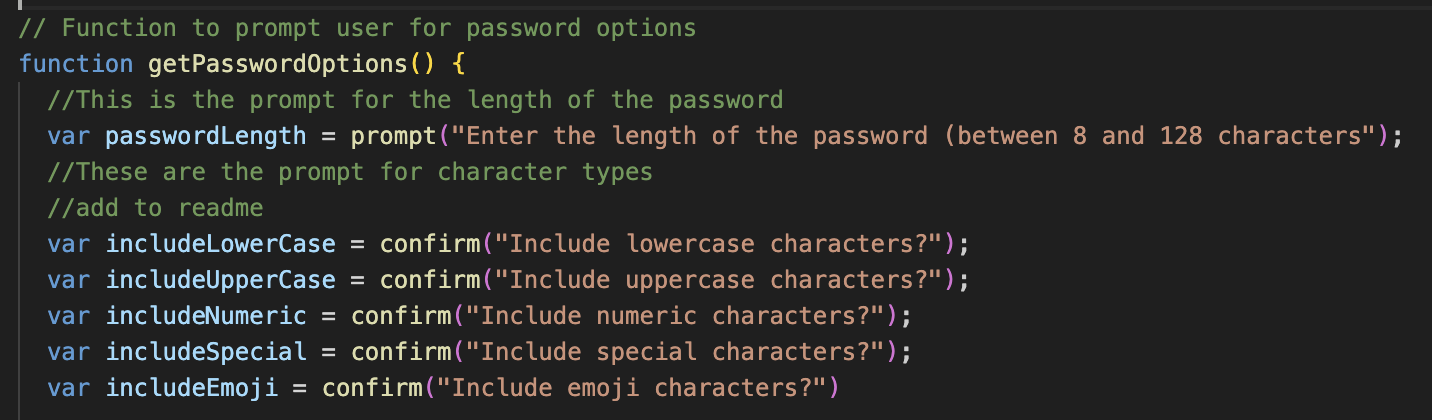 // Function to prompt user for password options
function getPasswordOptions() {
  //This is the prompt for the length of the password
  var passwordLength = prompt("Enter the length of the password (between 8 and 128 characters");
  //These are the prompt for character types
  //add to readme
  var includeLowerCase = confirm("Include lowercase characters?");
  var includeUpperCase = confirm("Include uppercase characters?");
  var includeNumeric = confirm("Include numeric characters?");
  var includeSpecial = confirm("Include special characters?");
  var includeEmoji = confirm("Include emoji characters?")